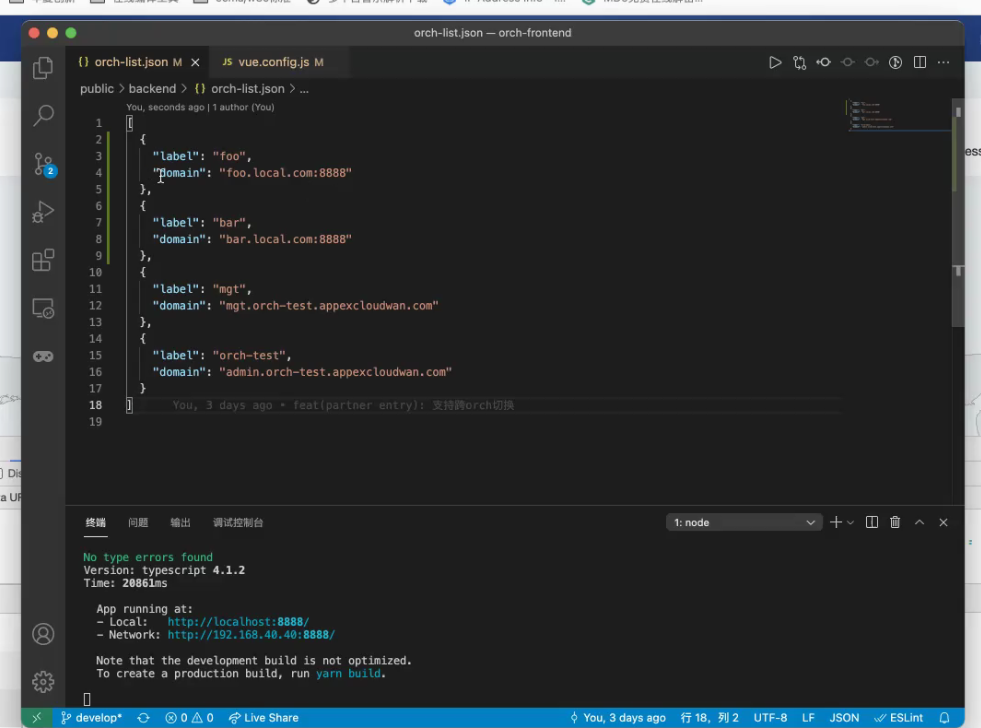 orch-list.json — orch-frontend
{} orch-list.json M × JS vue.config.js M
public > backend > {} orch-list.json > ...
You, seconds ago | 1 author (You)
1 [
2 {
3 "label": "foo",
4 "domain": "foo.local.com:8888"
5 },
6 {
7 "label": "bar",
8 "domain": "bar.local.com:8888"
9 },
10 {
11 "label": "mgt",
12 "domain": "mgt.orch-test.appexcloudwan.com"
13 },
14 {
15 "label": "orch-test",
16 "domain": "admin.orch-test.appexcloudwan.com"
17 }
18 ] You, 3 days ago • feat(partner entry): 支持跨orch切换
19
2
终端 问题 输出 调试控制台 1: node
No type errors found
Version: typescript 4.1.2
Time: 20861ms
App running at:
- Local: http://localhost:8888/
- Network: http://192.168.40.40:8888/
Note that the development build is not optimized.
To create a production build, run yarn build.
develop* 0 0 Live Share You, 3 days ago 行 18，列 2 UTF-8 LF JSON ESLint